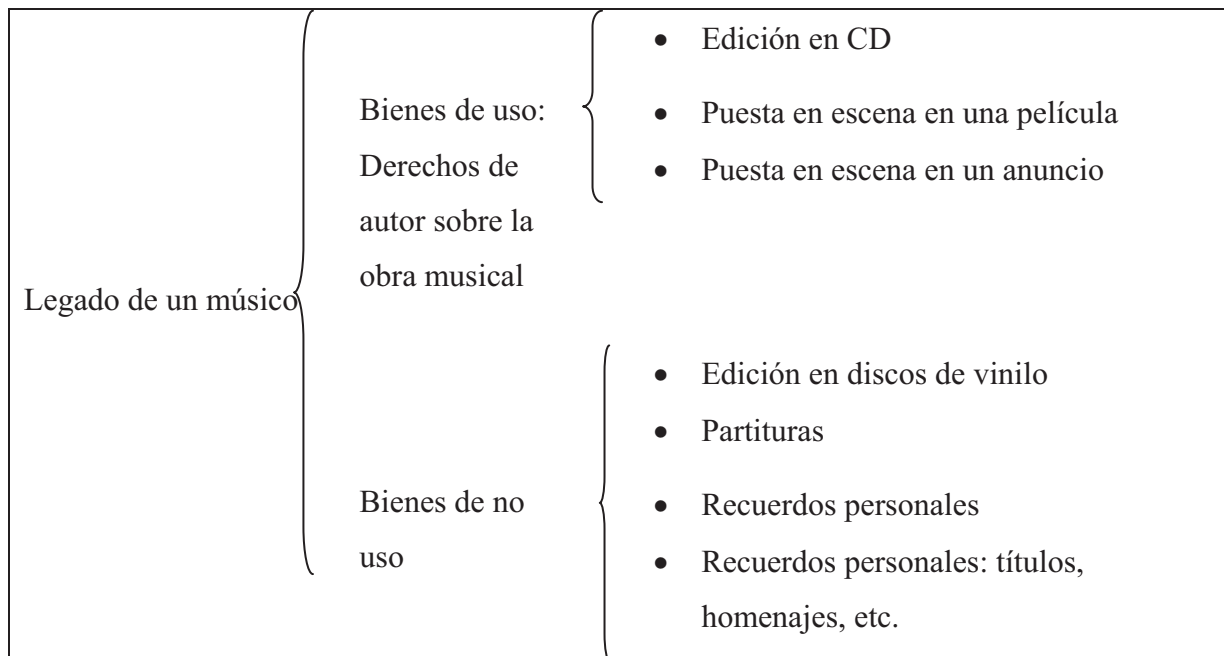 Legado de un músico
Bienes de uso:
Derechos de
autor sobre la
obra musical
• Edición en CD
• Puesta en escena en una película
• Puesta en escena en un anuncio
Bienes de no
uso
• Edición en discos de vinilo
• Partituras
• Recuerdos personales
• Recuerdos personales: títulos,
homenajes, etc.